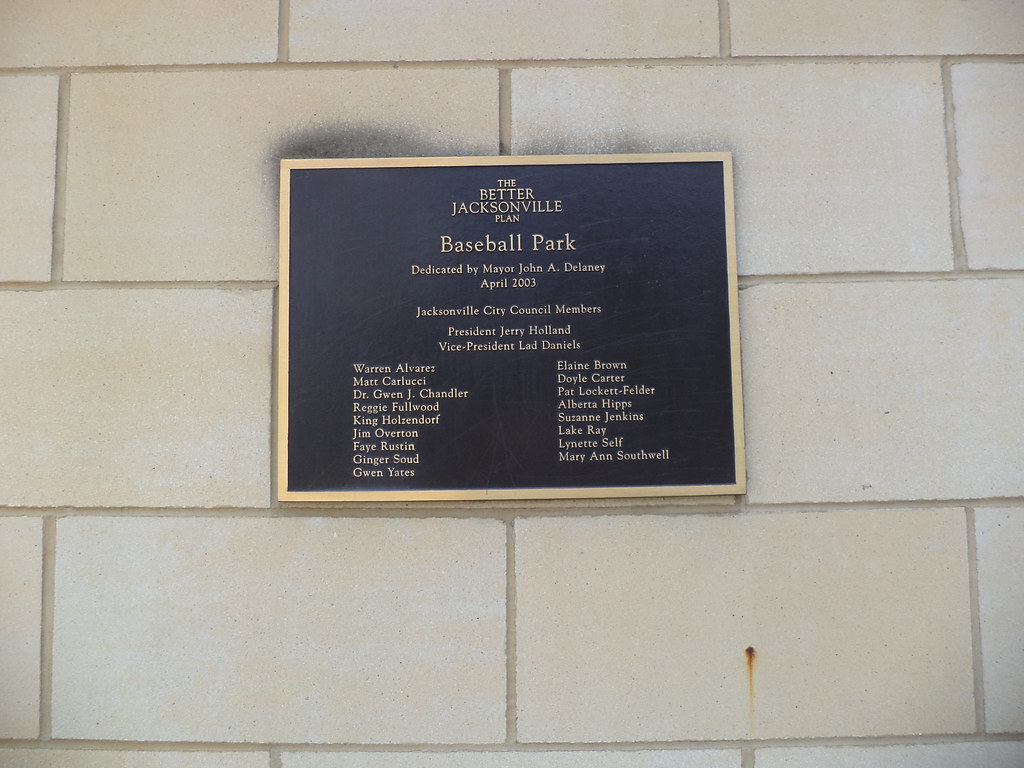 THE
BETTER
JACKSONVILLE
PLAN
Baseball Park
Dedicated by Mayor John A. Delaney
April 2003
Jacksonville City Council Members
President Jerry Holland
Vice-President Lad Daniels
Warren Alvarez
Matt Carlucci
Dr. Gwen J. Chandler
Reggie Fullwood
King Holzendorf
Jim Overton
Faye Rustin
Ginger Soud
Gwen Yates
Elaine Brown
Doyle Carter
Pat Lockett-Felder
Alberta Hipps
Suzanne Jenkins
Lake Ray
Lynette Self
Mary Ann Southwell